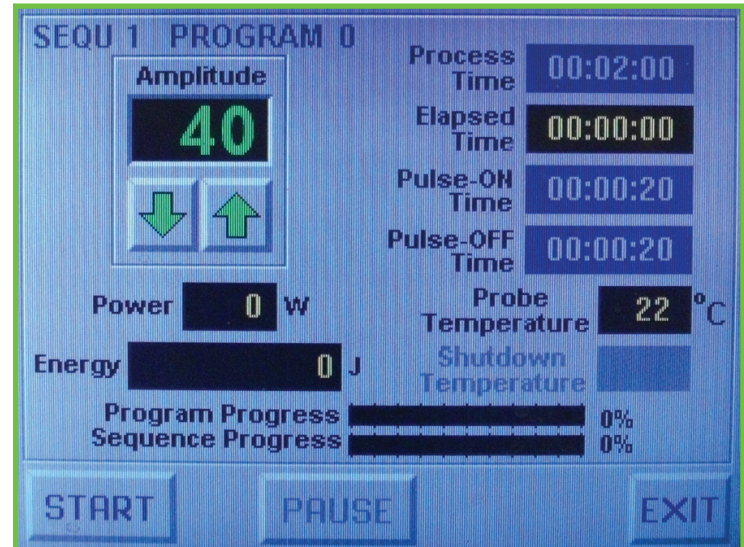 SEQU 1 PROGRAM 0
Amplitude
40
Process
Time
00:02:00
Elapsed
Time
00:00:00
Pulse-ON
Time
00:00:20
Pulse-OFF
Time
00:00:20
Power 0 W
Probe
Temperature
22 °C
Energy 0 J
Shutdown
Temperature
Program Progress 0%
Sequence Progress 0%
START PAUSE EXIT